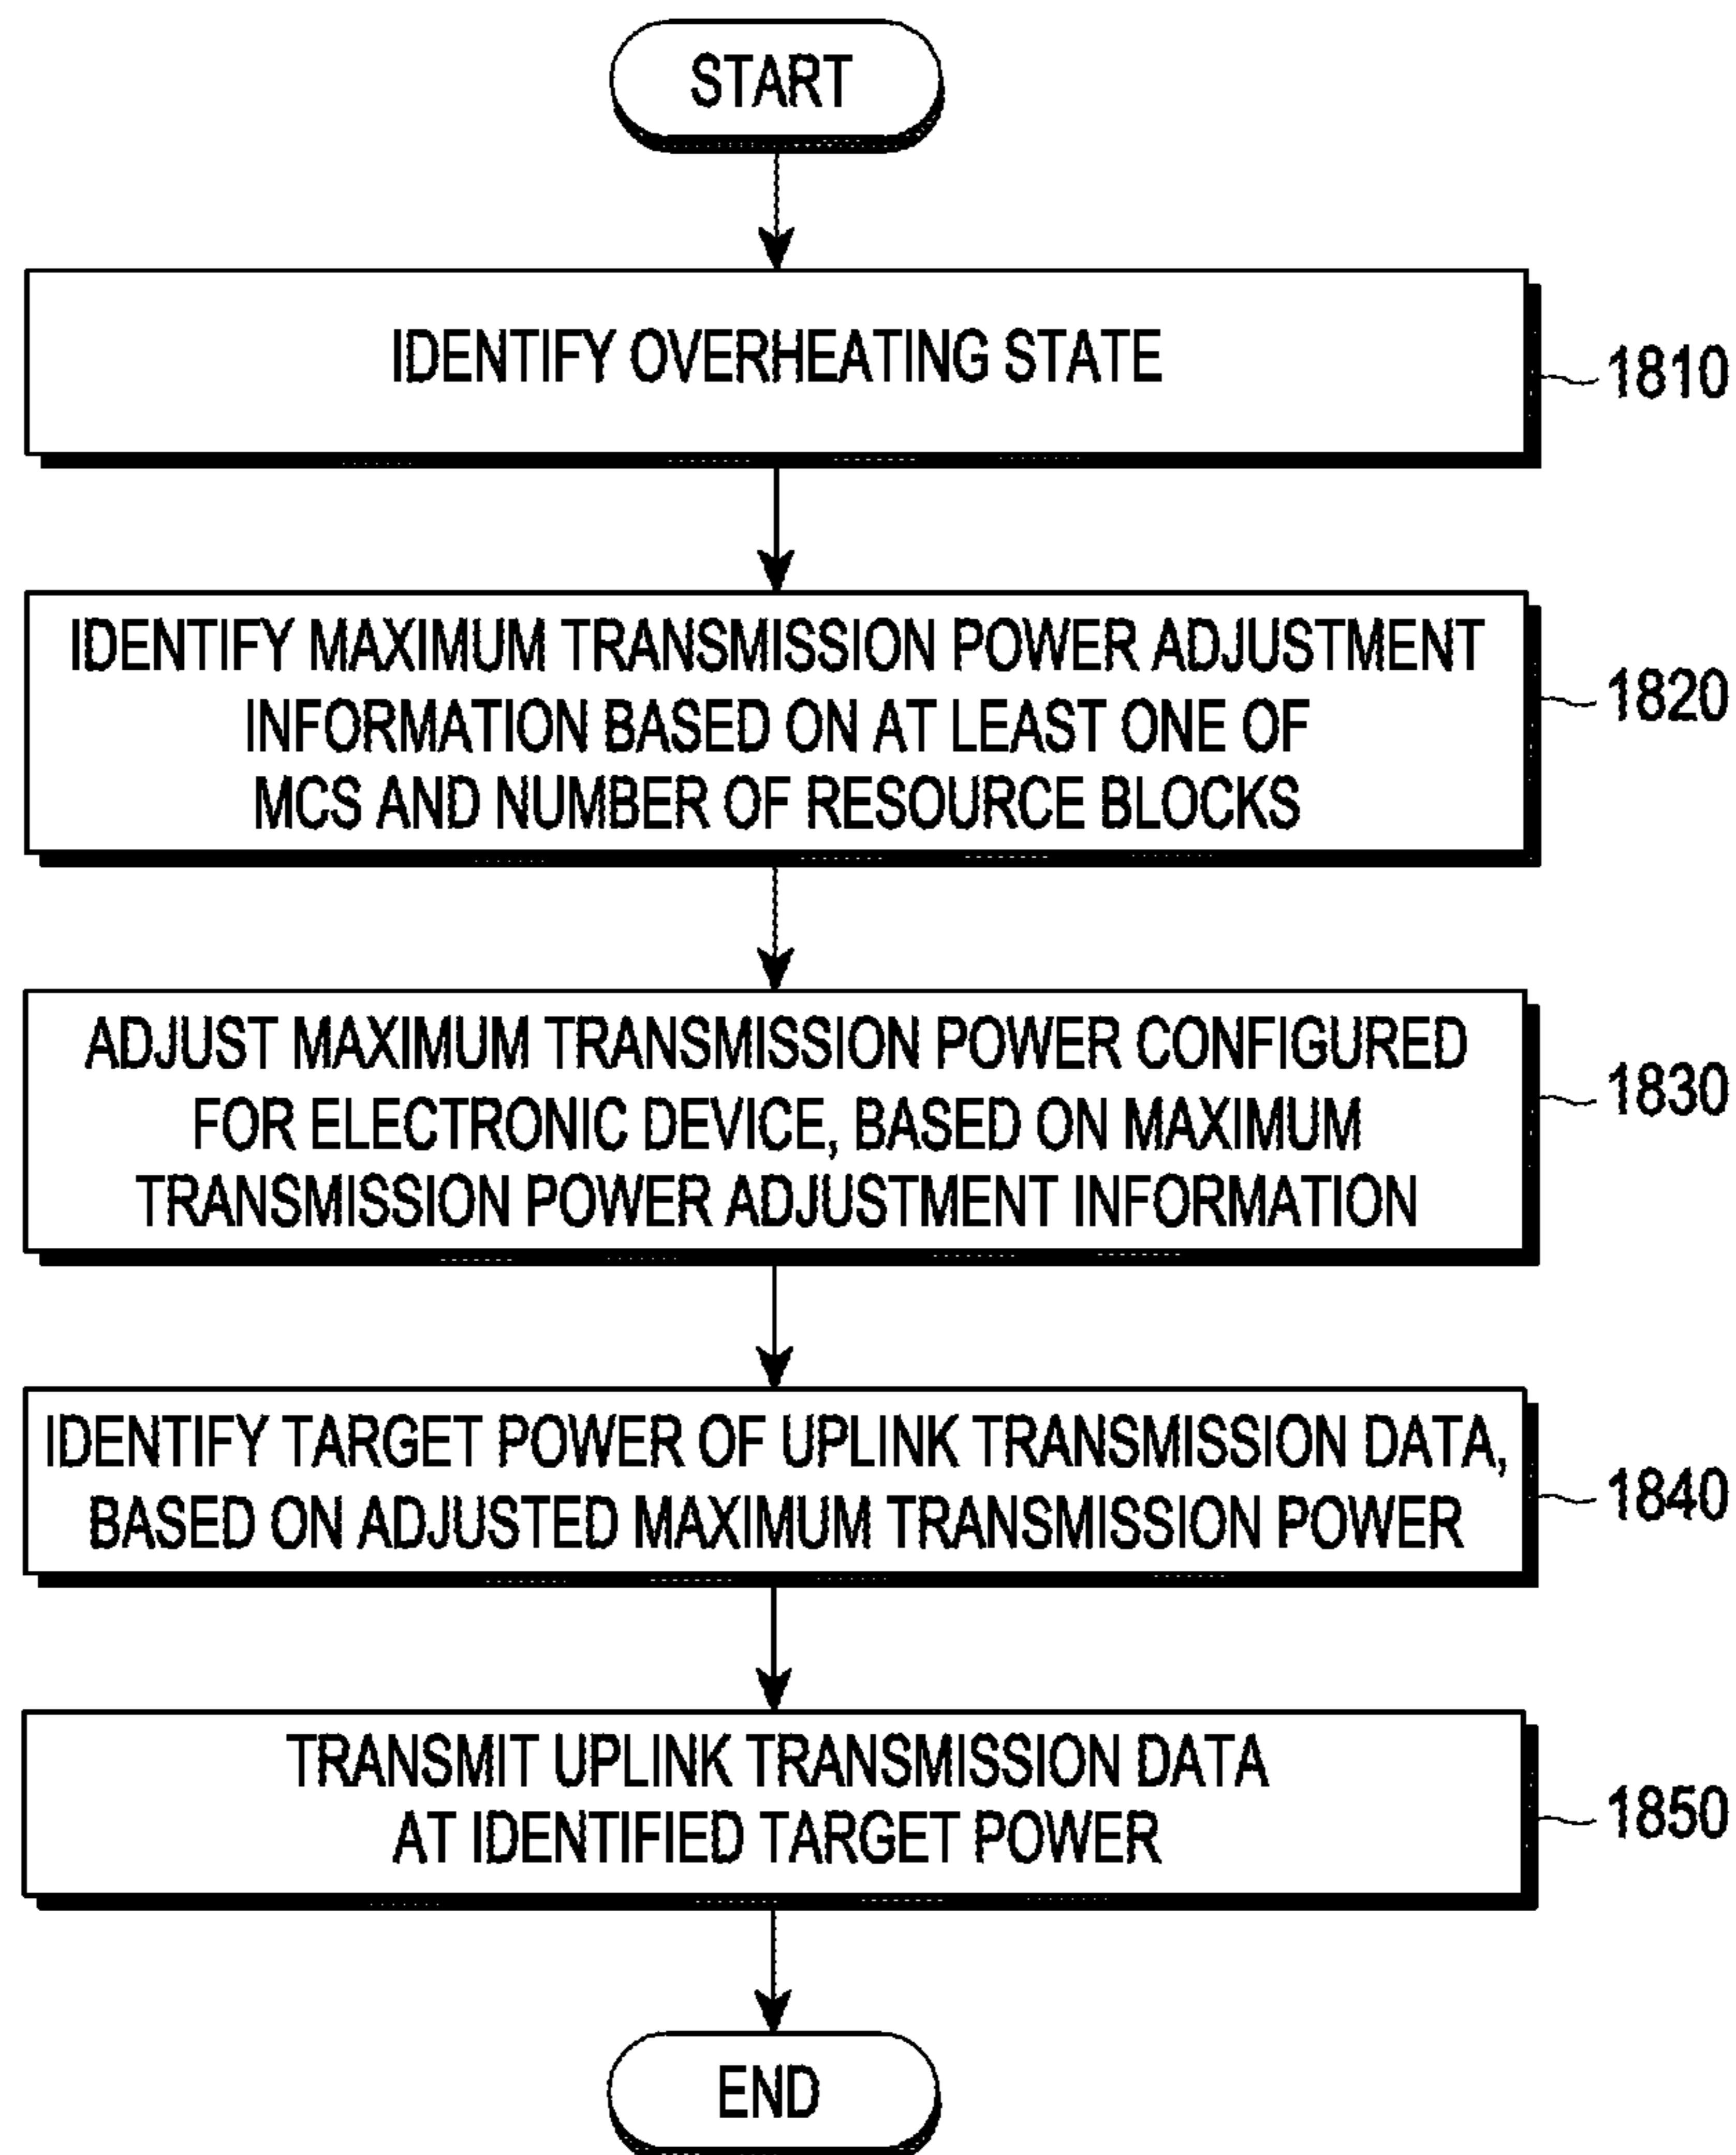 START
IDENTIFY OVERHEATING STATE
1810
IDENTIFY MAXIMUM TRANSMISSION POWER ADJUSTMENT
INFORMATION BASED ON AT LEAST ONE OF
MCS AND NUMBER OF RESOURCE BLOCKS
1820
ADJUST MAXIMUM TRANSMISSION POWER CONFIGURED
FOR ELECTRONIC DEVICE, BASED ON MAXIMUM
TRANSMISSION POWER ADJUSTMENT INFORMATION
1830
IDENTIFY TARGET POWER OF UPLINK TRANSMISSION DATA,
BASED ON ADJUSTED MAXIMUM TRANSMISSION POWER
1840
TRANSMIT UPLINK TRANSMISSION DATA
AT IDENTIFIED TARGET POWER
1850
END